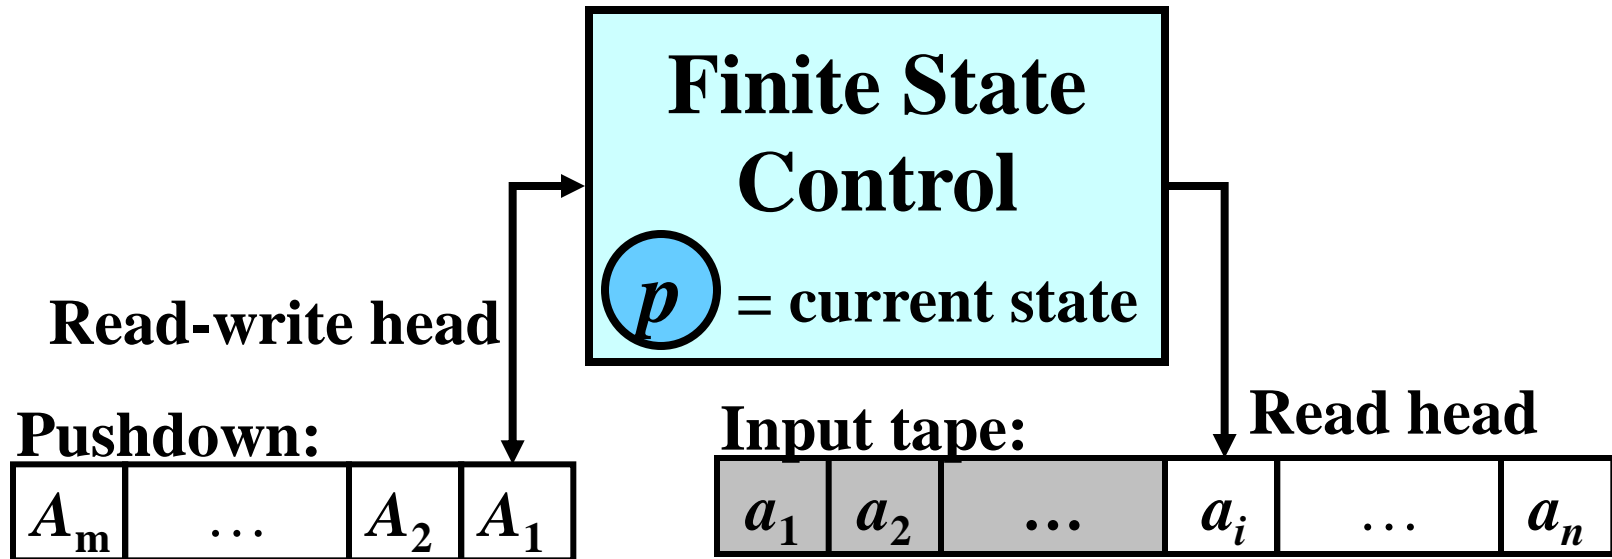 Finite State
Control
p = current state
Read-write head
Pushdown:
Input tape:
Read head
Aₘ … A₂ A₁
a₁ a₂ … aᵢ … aₙ